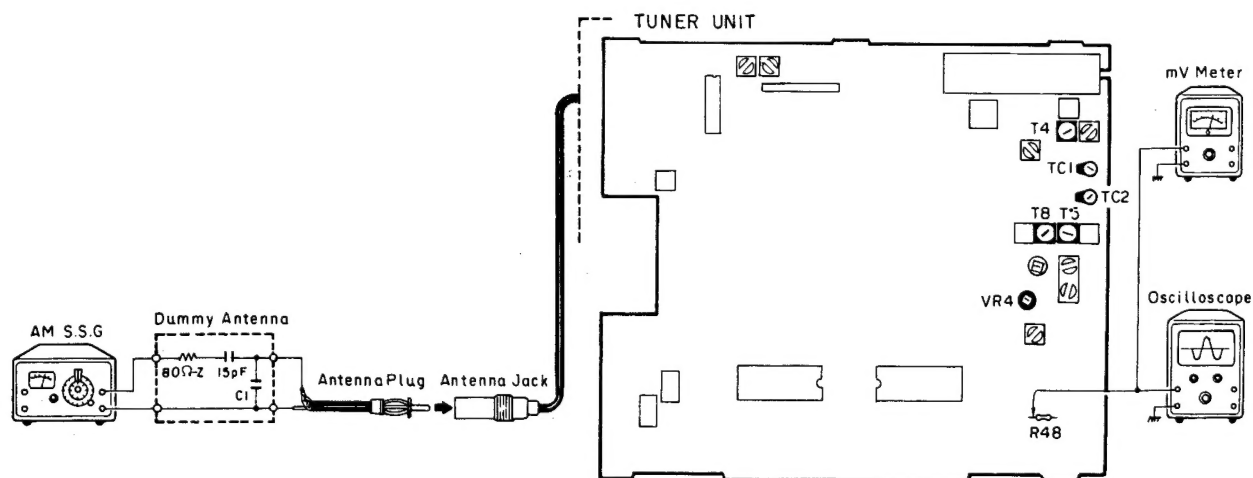 TUNER UNIT
mV Meter
T4
TC1
TC2
T8 T5
VR4
Oscilloscope
AM S.S.G
Dummy Antenna
80Ω-Z 15pF
C1
Antenna Plug
Antenna Jack
R48